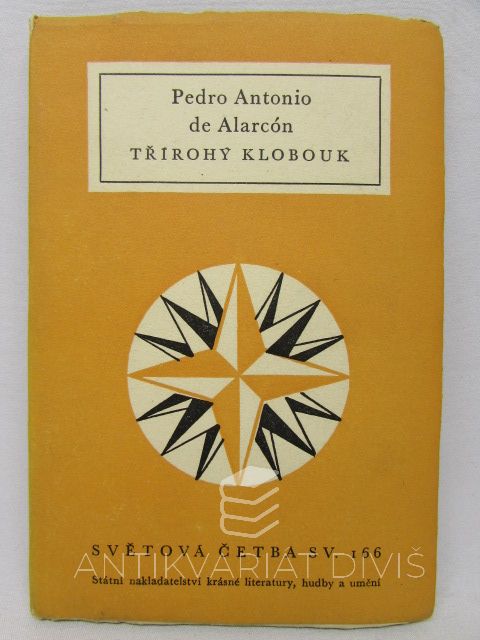 Pedro Antonio
de Alarcón
TŘÍROHÝ KLOBOUK
SVĚTOVÁ ČETBA SV. 166
ANTIKVARIÁT DIVIŠ
Státní nakladatelství krásné literatury, hudby a umění